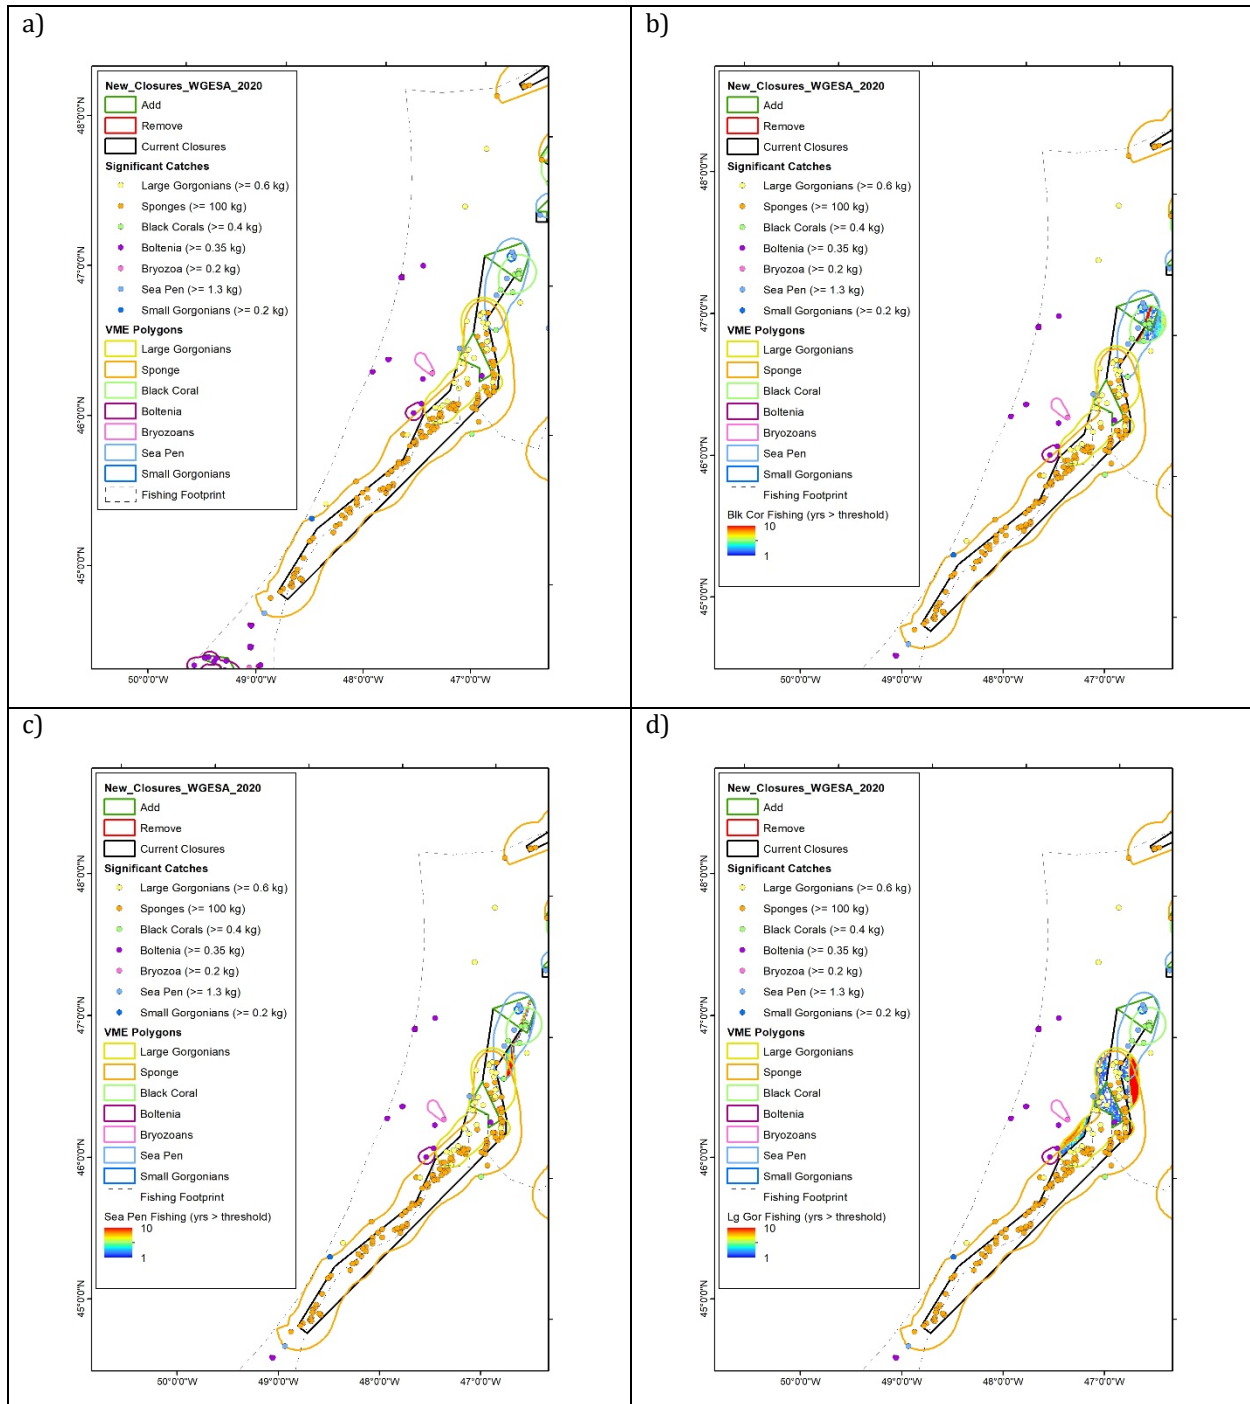 a)
New_Closures_WGESA_2020
Add
Remove
Current Closures
Significant Catches
Large Gorgonians (>= 0.6 kg)
Sponges (>= 100 kg)
Black Corals (>= 0.4 kg)
Boltenia (>= 0.35 kg)
Bryozoa (>= 0.2 kg)
Sea Pen (>= 1.3 kg)
Small Gorgonians (>= 0.2 kg)
VME Polygons
Large Gorgonians
Sponge
Black Coral
Boltenia
Bryozoans
Sea Pen
Small Gorgonians
Fishing Footprint
48°0'0"N
47°0'0"N
46°0'0"N
45°0'0"N
50°0'0"W 49°0'0"W 48°0'0"W 47°0'0"W
b)
New_Closures_WGESA_2020
Add
Remove
Current Closures
Significant Catches
Large Gorgonians (>= 0.6 kg)
Sponges (>= 100 kg)
Black Corals (>= 0.4 kg)
Boltenia (>= 0.35 kg)
Bryozoa (>= 0.2 kg)
Sea Pen (>= 1.3 kg)
Small Gorgonians (>= 0.2 kg)
VME Polygons
Large Gorgonians
Sponge
Black Coral
Boltenia
Bryozoans
Sea Pen
Small Gorgonians
Fishing Footprint
Blk Cor Fishing (yrs > threshold)
10
1
48°0'0"N
47°0'0"N
46°0'0"N
45°0'0"N
50°0'0"W 49°0'0"W 48°0'0"W 47°0'0"W
c)
New_Closures_WGESA_2020
Add
Remove
Current Closures
Significant Catches
Large Gorgonians (>= 0.6 kg)
Sponges (>= 100 kg)
Black Corals (>= 0.4 kg)
Boltenia (>= 0.35 kg)
Bryozoa (>= 0.2 kg)
Sea Pen (>= 1.3 kg)
Small Gorgonians (>= 0.2 kg)
VME Polygons
Large Gorgonians
Sponge
Black Coral
Boltenia
Bryozoans
Sea Pen
Small Gorgonians
Fishing Footprint
Sea Pen Fishing (yrs > threshold)
10
1
48°0'0"N
47°0'0"N
46°0'0"N
45°0'0"N
50°0'0"W 49°0'0"W 48°0'0"W 47°0'0"W
d)
New_Closures_WGESA_2020
Add
Remove
Current Closures
Significant Catches
Large Gorgonians (>= 0.6 kg)
Sponges (>= 100 kg)
Black Corals (>= 0.4 kg)
Boltenia (>= 0.35 kg)
Bryozoa (>= 0.2 kg)
Sea Pen (>= 1.3 kg)
Small Gorgonians (>= 0.2 kg)
VME Polygons
Large Gorgonians
Sponge
Black Coral
Boltenia
Bryozoans
Sea Pen
Small Gorgonians
Fishing Footprint
Lg Gor Fishing (yrs > threshold)
10
1
48°0'0"N
47°0'0"N
46°0'0"N
45°0'0"N
50°0'0"W 49°0'0"W 48°0'0"W 47°0'0"W